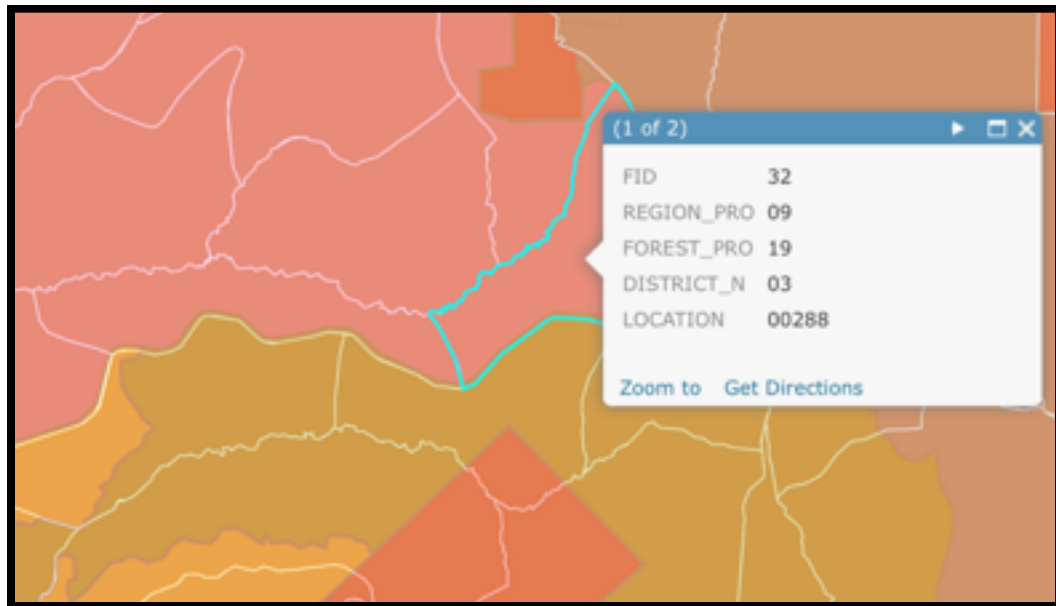 (1 of 2)
FID 32
REGION_PRO 09
FOREST_PRO 19
DISTRICT_N 03
LOCATION 00288
Zoom to Get Directions